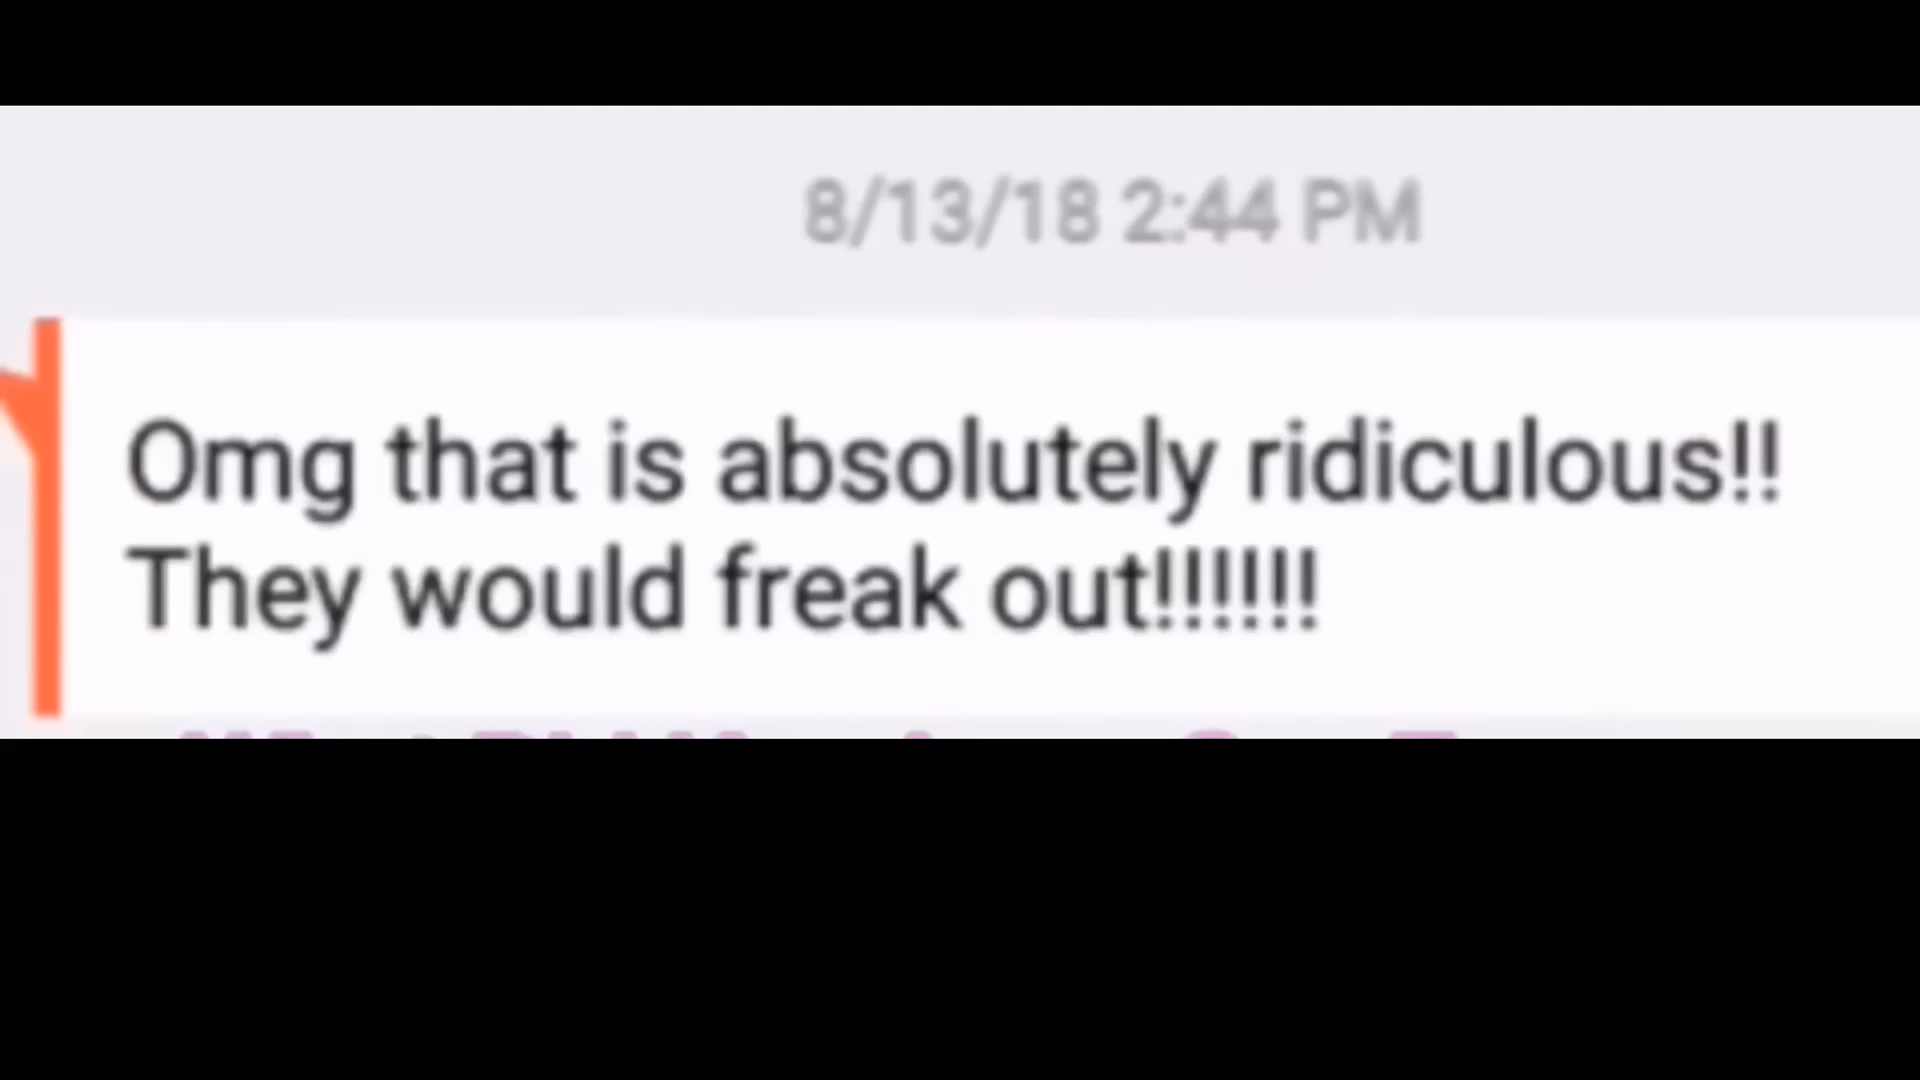 8/13/18 2:44 PM
Omg that is absolutely ridiculous!!
They would freak out!!!!!!